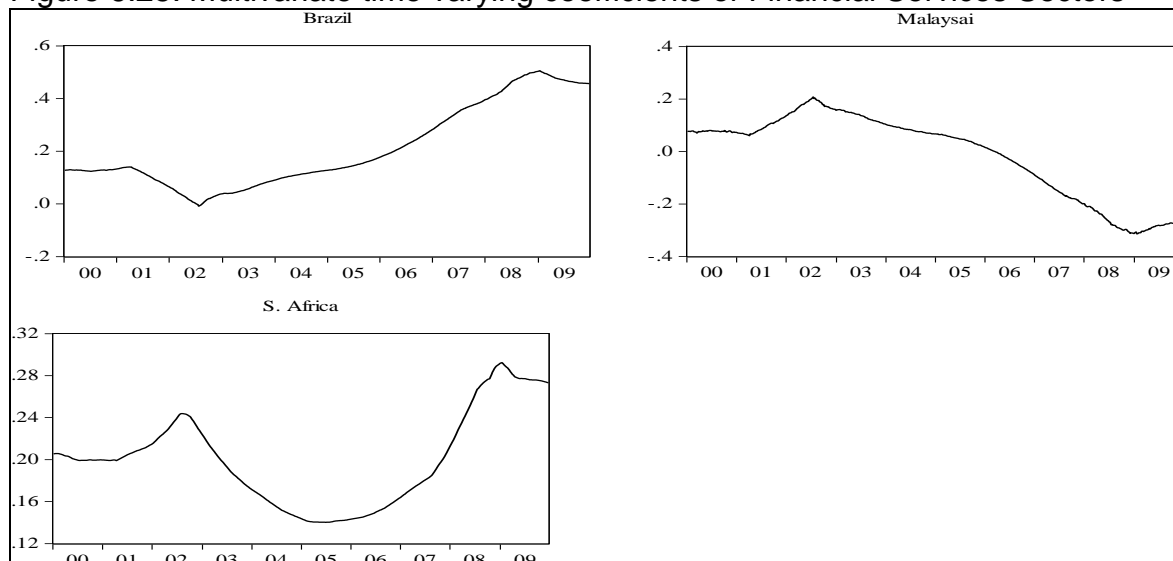 Figure Multivariate time-varying coefficients of Financial Services Sectors
Brazil
.6
.4
.2
.0
-.2
00 01 02 03 04 05 06 07 08 09
Malaysai
.4
.2
.0
-.2
-.4
00 01 02 03 04 05 06 07 08 09
S. Africa
.32
.28
.24
.20
.16
.12
00 01 02 03 04 05 06 07 08 09